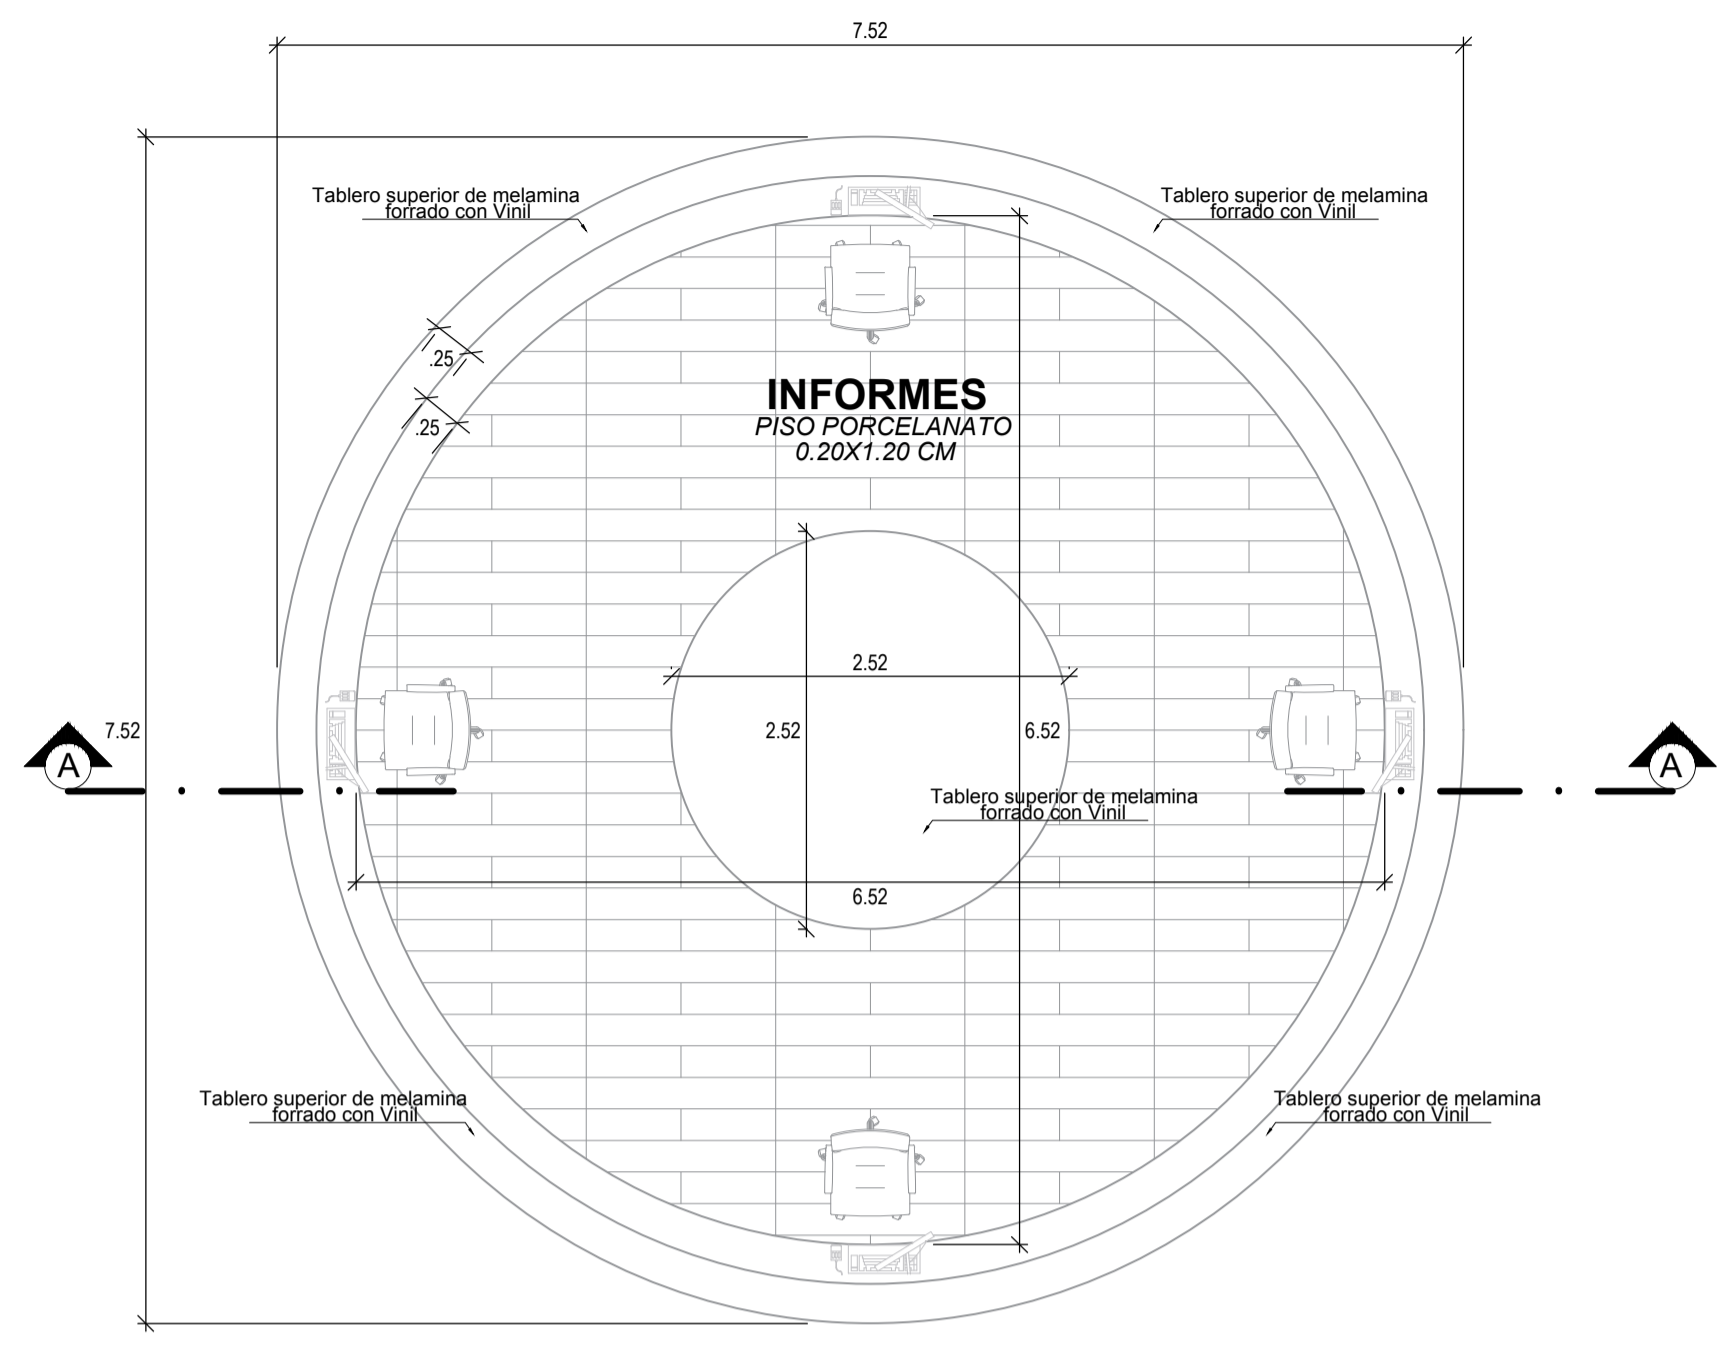 7.52
Tablero superior de melamina
forrado con Vinil
Tablero superior de melamina
forrado con Vinil
.25
.25
INFORMES
PISO PORCELANATO
0.20X1.20 CM
2.52
7.52
2.52
6.52
A
A
Tablero superior de melamina
forrado con Vinil
6.52
Tablero superior de melamina
forrado con Vinil
Tablero superior de melamina
forrado con Vinil